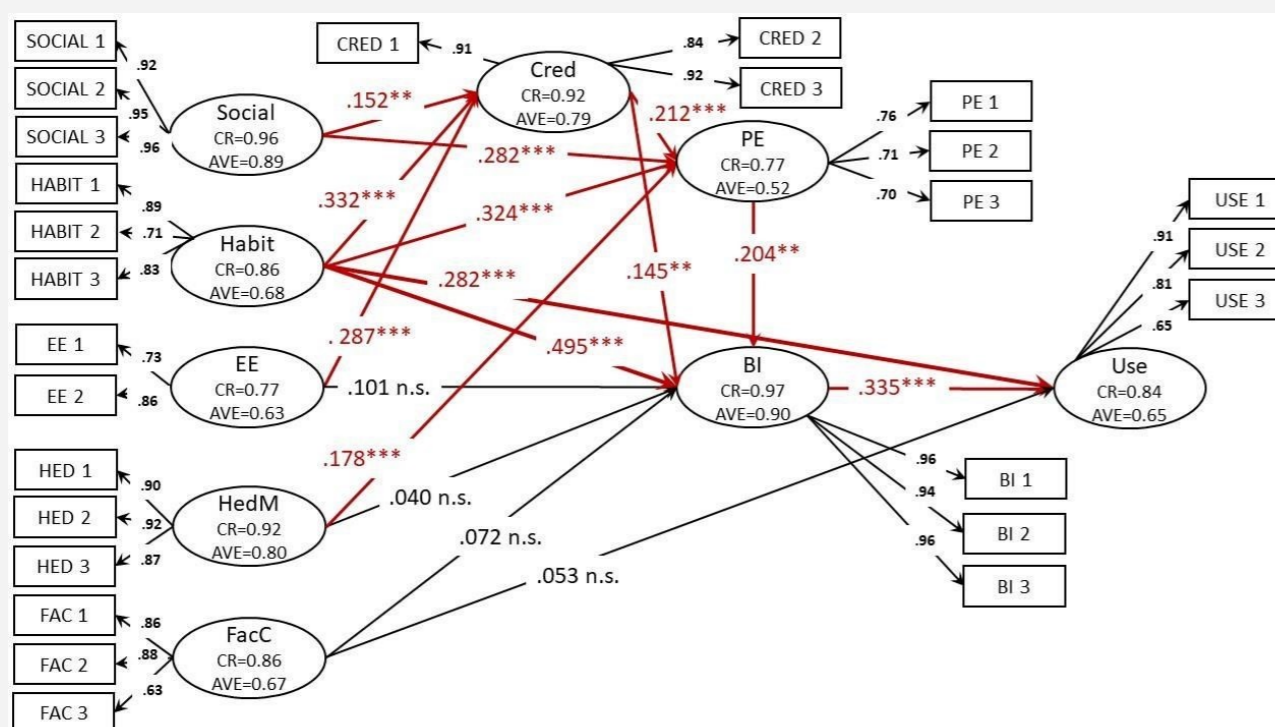 SOCIAL 1
.92
SOCIAL 2
.95
SOCIAL 3
.96
Social
CR=0.96
AVE=0.89
CRED 1
.91
Cred
CR=0.92
AVE=0.79
.84
CRED 2
.92
CRED 3
.152**
.212***
.282***
PE
CR=0.77
AVE=0.52
.76
PE 1
.71
PE 2
.70
PE 3
HABIT 1
.89
HABIT 2
.71
HABIT 3
.83
Habit
CR=0.86
AVE=0.68
.332***
.324***
.282***
.145**
.204**
.495***
USE 1
.91
USE 2
.81
USE 3
.65
EE 1
.73
EE 2
.86
EE
CR=0.77
AVE=0.63
.287***
.101 n.s.
BI
CR=0.97
AVE=0.90
.335***
Use
CR=0.84
AVE=0.65
HED 1
.90
HED 2
.92
HED 3
.87
HedM
CR=0.92
AVE=0.80
.178***
.040 n.s.
.072 n.s.
.053 n.s.
.96
BI 1
.94
BI 2
.96
BI 3
FAC 1
.86
FAC 2
.88
FAC 3
.63
FacC
CR=0.86
AVE=0.67